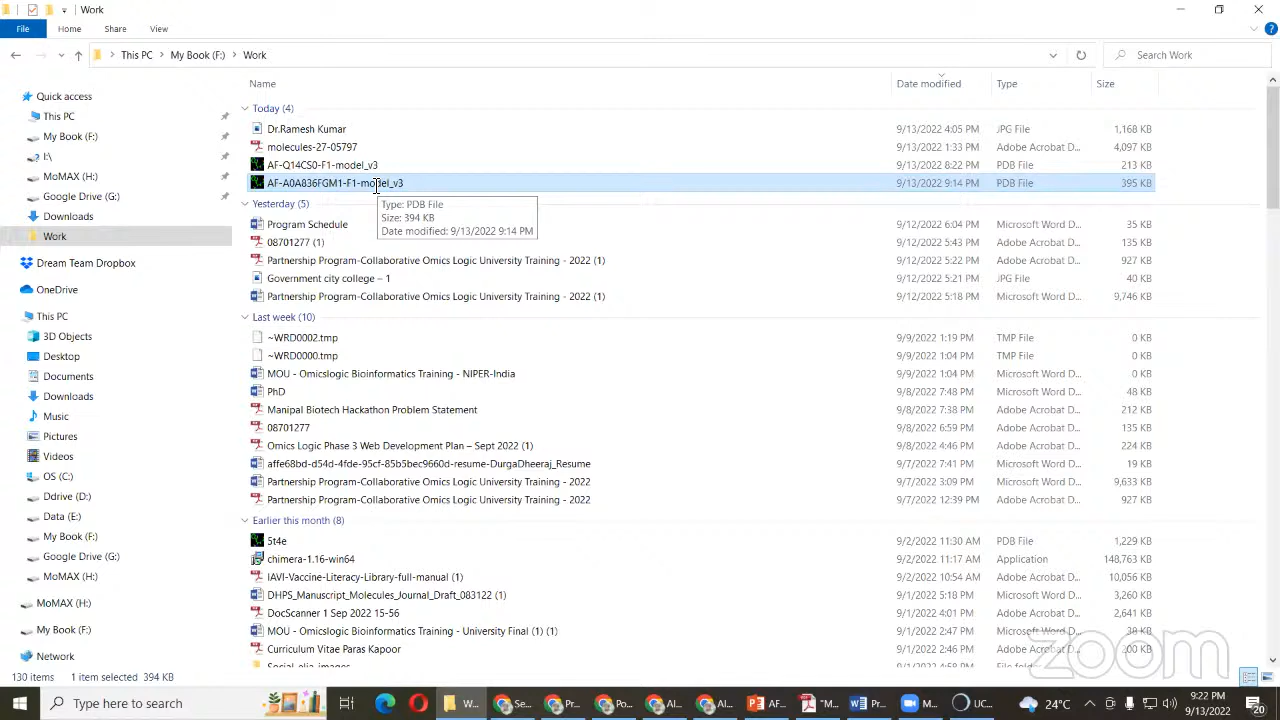 Work
File Home Share View
This PC My Book (F:) Work Search Work
Name Date modified Type Size
Quick access
This PC
My Book (F:)
I:\
MoMAX (H:)
Google Drive (G:)
Downloads
Work
Dream Team Dropbox
OneDrive
This PC
3D Objects
Desktop
Documents
Downloads
Music
Pictures
Videos
OS (C:)
Ddrive (D:)
Data (E:)
My Book (F:)
Google Drive (G:)
MoMAX (H:)
MoMAX (H:)
My Book (F:)
Network
Today (4)
Dr.Ramesh Kumar 9/13/2022 4:05 PM JPG File 1,168 KB
molecules-27-05797 9/13/2022 1:33 PM Adobe Acrobat D... 4,097 KB
AF-Q14CS0-F1-model_v3 9/13/2022 8:22 PM PDB File 213 KB
AF-A0A836FGM1-F1-model_v3 9/13/2022 9:14 PM PDB File 395 KB
Type: PDB File
Size: 394 KB
Date modified: 9/13/2022 9:14 PM
Yesterday (5)
Program Schedule 9/12/2022 6:04 PM Microsoft Word D... 35 KB
08701277 (1) 9/12/2022 5:43 PM Adobe Acrobat D... 135 KB
Partnership Program-Collaborative Omics Logic University Training - 2022 (1) 9/12/2022 5:22 PM Adobe Acrobat D... 927 KB
Government city college – 1 9/12/2022 5:21 PM JPG File 40 KB
Partnership Program-Collaborative Omics Logic University Training - 2022 (1) 9/12/2022 5:18 PM Microsoft Word D... 9,746 KB
Last week (10)
~WRD0002.tmp 9/9/2022 1:19 PM TMP File 0 KB
~WRD0000.tmp 9/9/2022 1:04 PM TMP File 0 KB
MOU - Omicslogic Bioinformatics Training - NIPER-India 9/9/2022 1:04 PM Microsoft Word D... 0 KB
PhD 9/8/2022 7:48 PM Microsoft Word D... 48 KB
Manipal Biotech Hackathon Problem Statement 9/8/2022 7:38 PM Adobe Acrobat D... 212 KB
08701277 9/8/2022 6:59 PM Adobe Acrobat D... 135 KB
Omics Logic Phase 3 Web Development Plan – Sept 2022 (1) 9/8/2022 4:46 PM Adobe Acrobat D... 224 KB
affe68bd-d54d-4fde-95cf-85b5bec9660d-resume-DurgaDheeraj_Resume 9/7/2022 7:41 PM Microsoft Word D... 19 KB
Partnership Program-Collaborative Omics Logic University Training - 2022 9/7/2022 3:09 PM Microsoft Word D... 9,633 KB
Partnership Program-Collaborative Omics Logic University Training - 2022 9/7/2022 12:39 PM Adobe Acrobat D... 927 KB
Earlier this month (8)
5t4e 9/2/2022 11:30 AM PDB File 1,229 KB
chimera-1.16-win64 9/2/2022 11:17 AM Application 148,763 KB
IAVI-Vaccine-Literacy-Library-full-manual (1) 9/2/2022 10:54 AM Adobe Acrobat D... 10,656 KB
DHPS_Manuscript_Molecules_Journal_Draft_083122 (1) 9/1/2022 5:18 PM Microsoft Word D... 3,260 KB
DocScanner 1 Sep 2022 15-56 9/1/2022 4:01 PM Adobe Acrobat D... 2,641 KB
MOU - Omicslogic Bioinformatics Training - University Final (1) (1) 9/1/2022 2:47 PM Microsoft Word D... 38 KB
Curriculum Vitae Paras Kapoor 9/1/2022 2:46 PM Adobe Acrobat D...
zoom
130 items 1 item selected 394 KB
Type here to search W... Se... Pr... Po... Al... Al... AF... "M... Pr... M... UC... 24°C 9:22 PM
9/13/2022 20